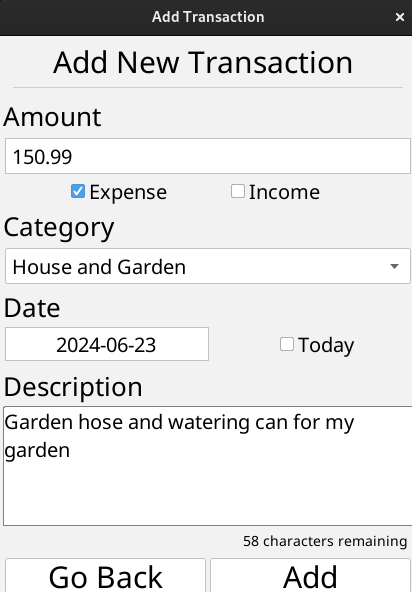 Add Transaction
Add New Transaction
Amount
150.99
Expense
Income
Category
House and Garden
Date
2024-06-23
Today
Description
Garden hose and watering can for my
garden
58 characters remaining
Go Back
Add